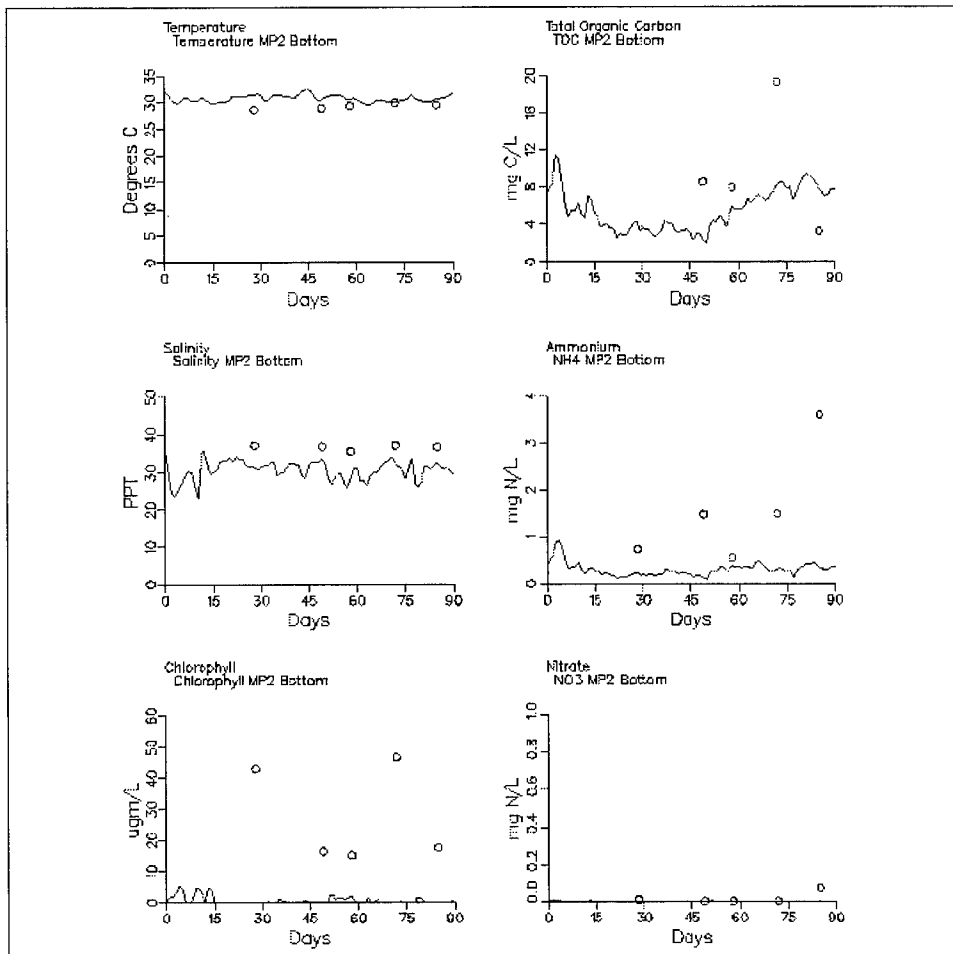 Temperature
Temperature MP2 Bottom
35
30
25
20
15
10
5
0
Degrees C
0 15 30 45 60 75 90
Days
Total Organic Carbon
TOC MP2 Bottom
20
16
12
8
4
0
mg C/L
0 15 30 45 60 75 90
Days
Salinity
Salinity MP2 Bottom
50
40
30
20
10
0
PPT
0 15 30 45 60 75 90
Days
Ammonium
NH4 MP2 Bottom
4
3
2
1
0
mg N/L
0 15 30 45 60 75 90
Days
Chlorophyll
Chlorophyll MP2 Bottom
60
50
40
30
20
10
0
ugm/L
0 15 30 45 60 75 90
Days
Nitrate
NO3 MP2 Bottom
1.0
0.8
0.6
0.4
0.2
0.0
mg N/L
0 15 30 45 60 75 90
Days